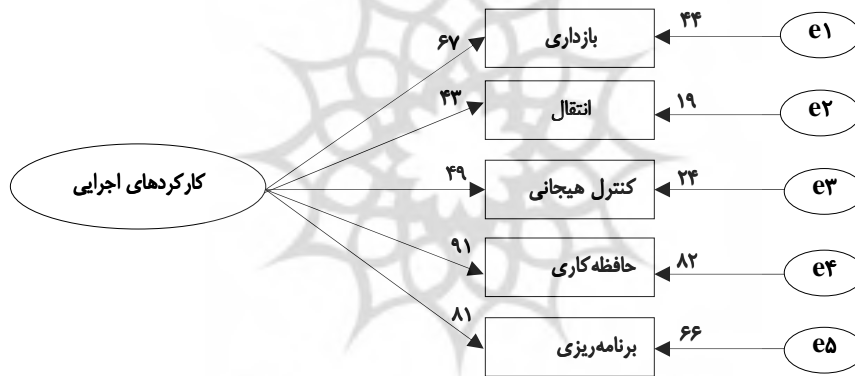 ۶۷ بازداری ۴۴ e۱
۴۳ انتقال ۱۹ e۲
کارکردهای اجرایی
۴۹ کنترل هیجانی ۲۴ e۳
۹۱ حافظه‌کاری ۸۲ e۴
۸۱ برنامه‌ریزی ۶۶ e۵